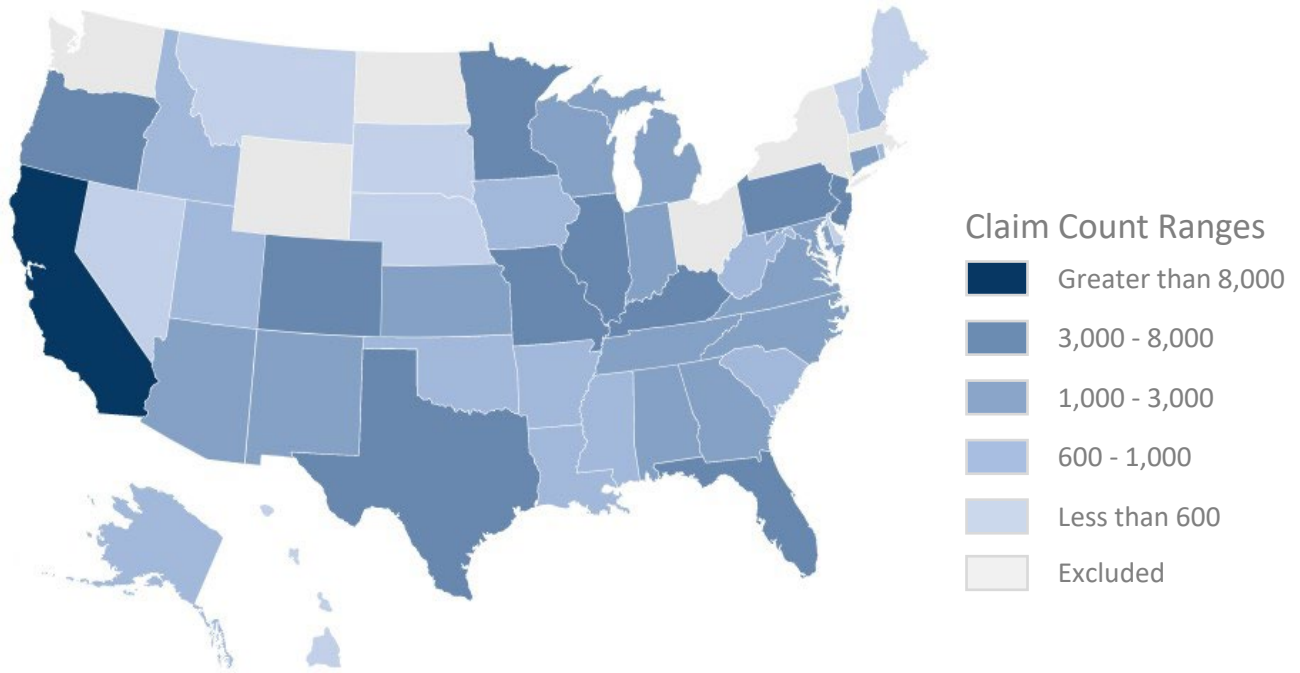 Claim Count Ranges
Greater than 8,000
3,000 - 8,000
1,000 - 3,000
600 - 1,000
Less than 600
Excluded